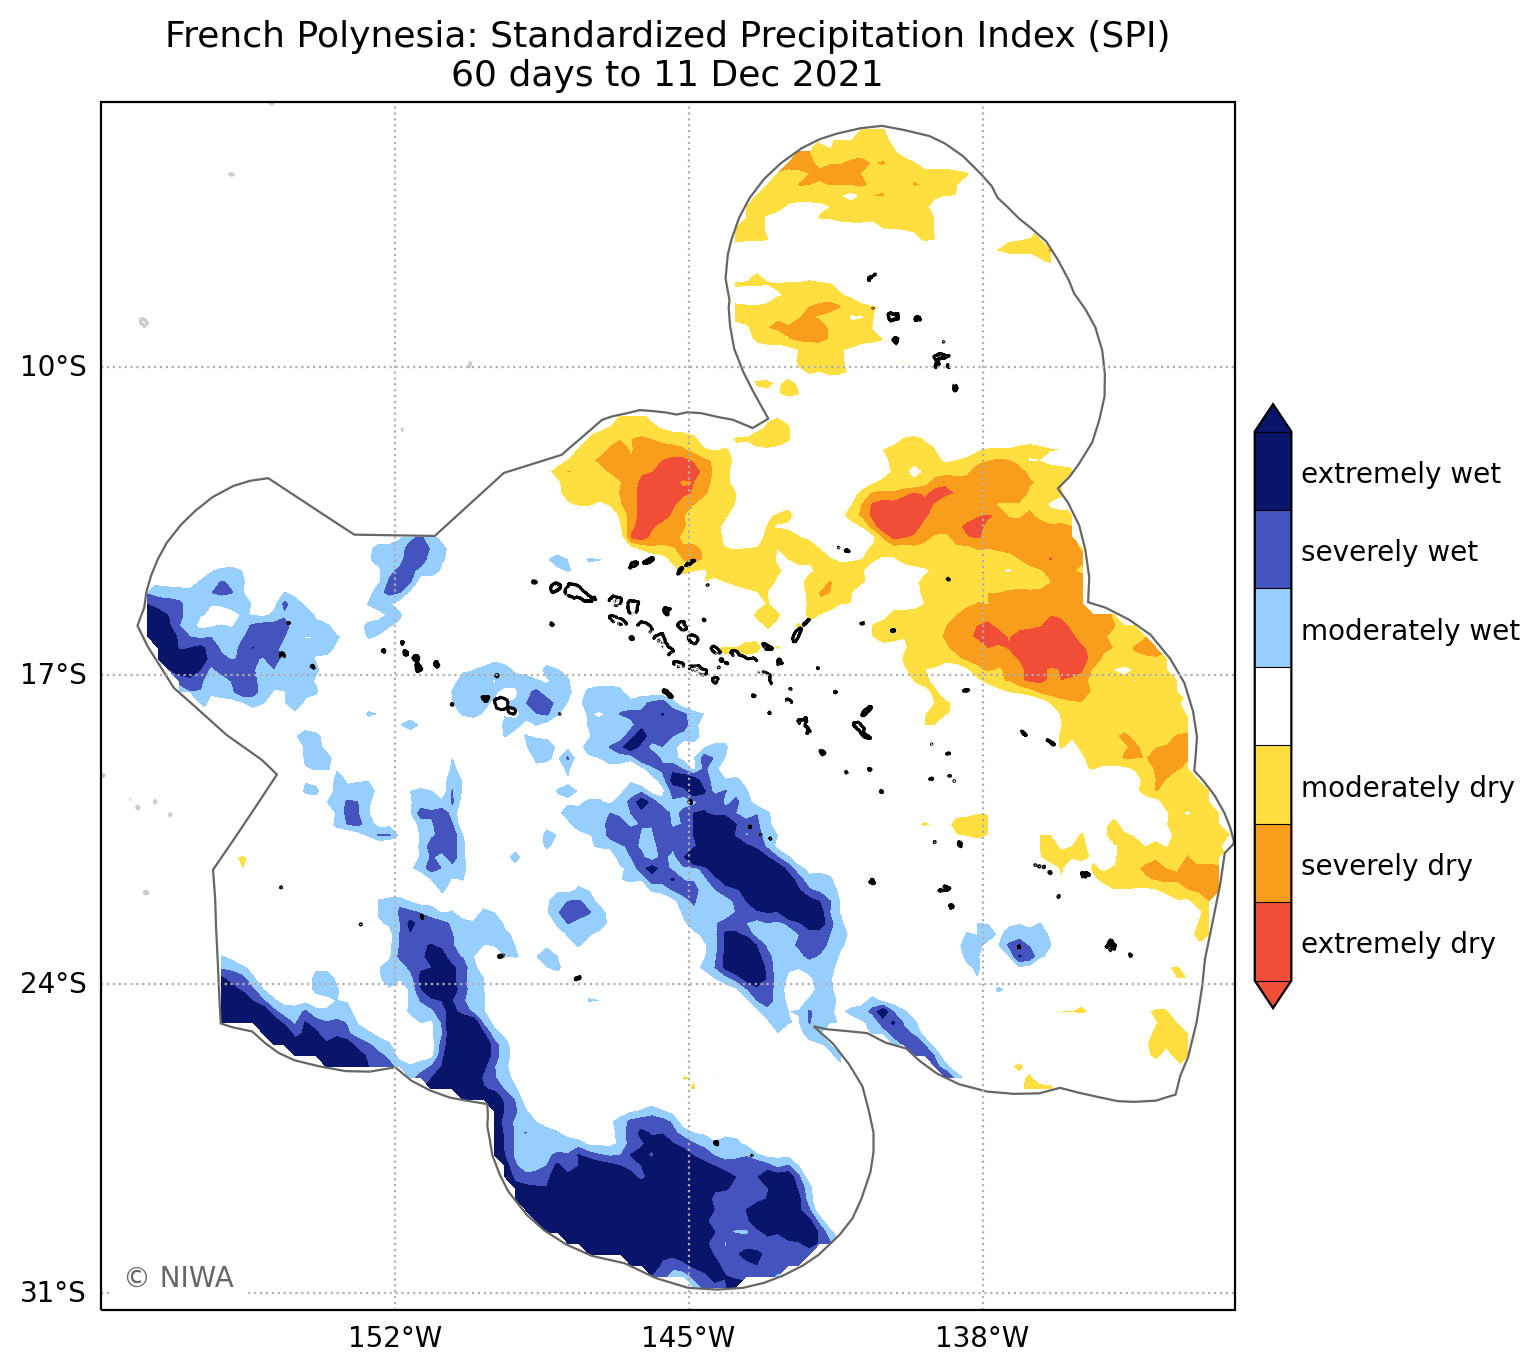 French Polynesia: Standardized Precipitation Index (SPI)
60 days to 11 Dec 2021
10°S
17°S
24°S
31°S
152°W
145°W
138°W
extremely wet
severely wet
moderately wet
moderately dry
severely dry
extremely dry
© NIWA